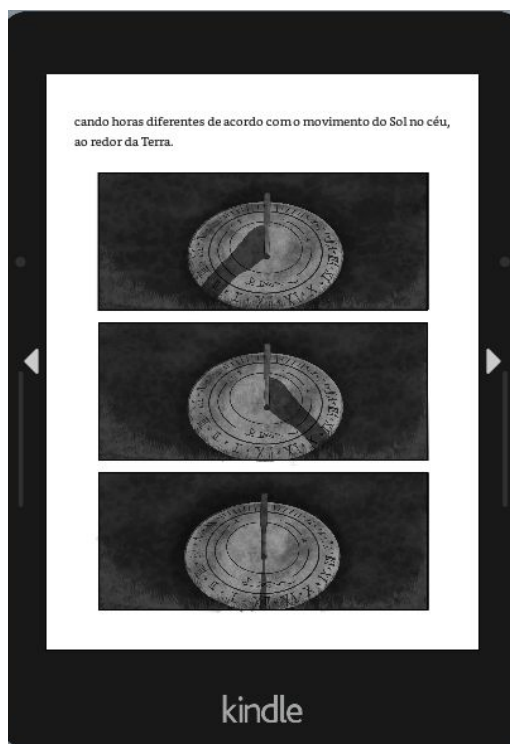 cando horas diferentes de acordo com o movimento do Sol no céu,
ao redor da Terra.
kindle